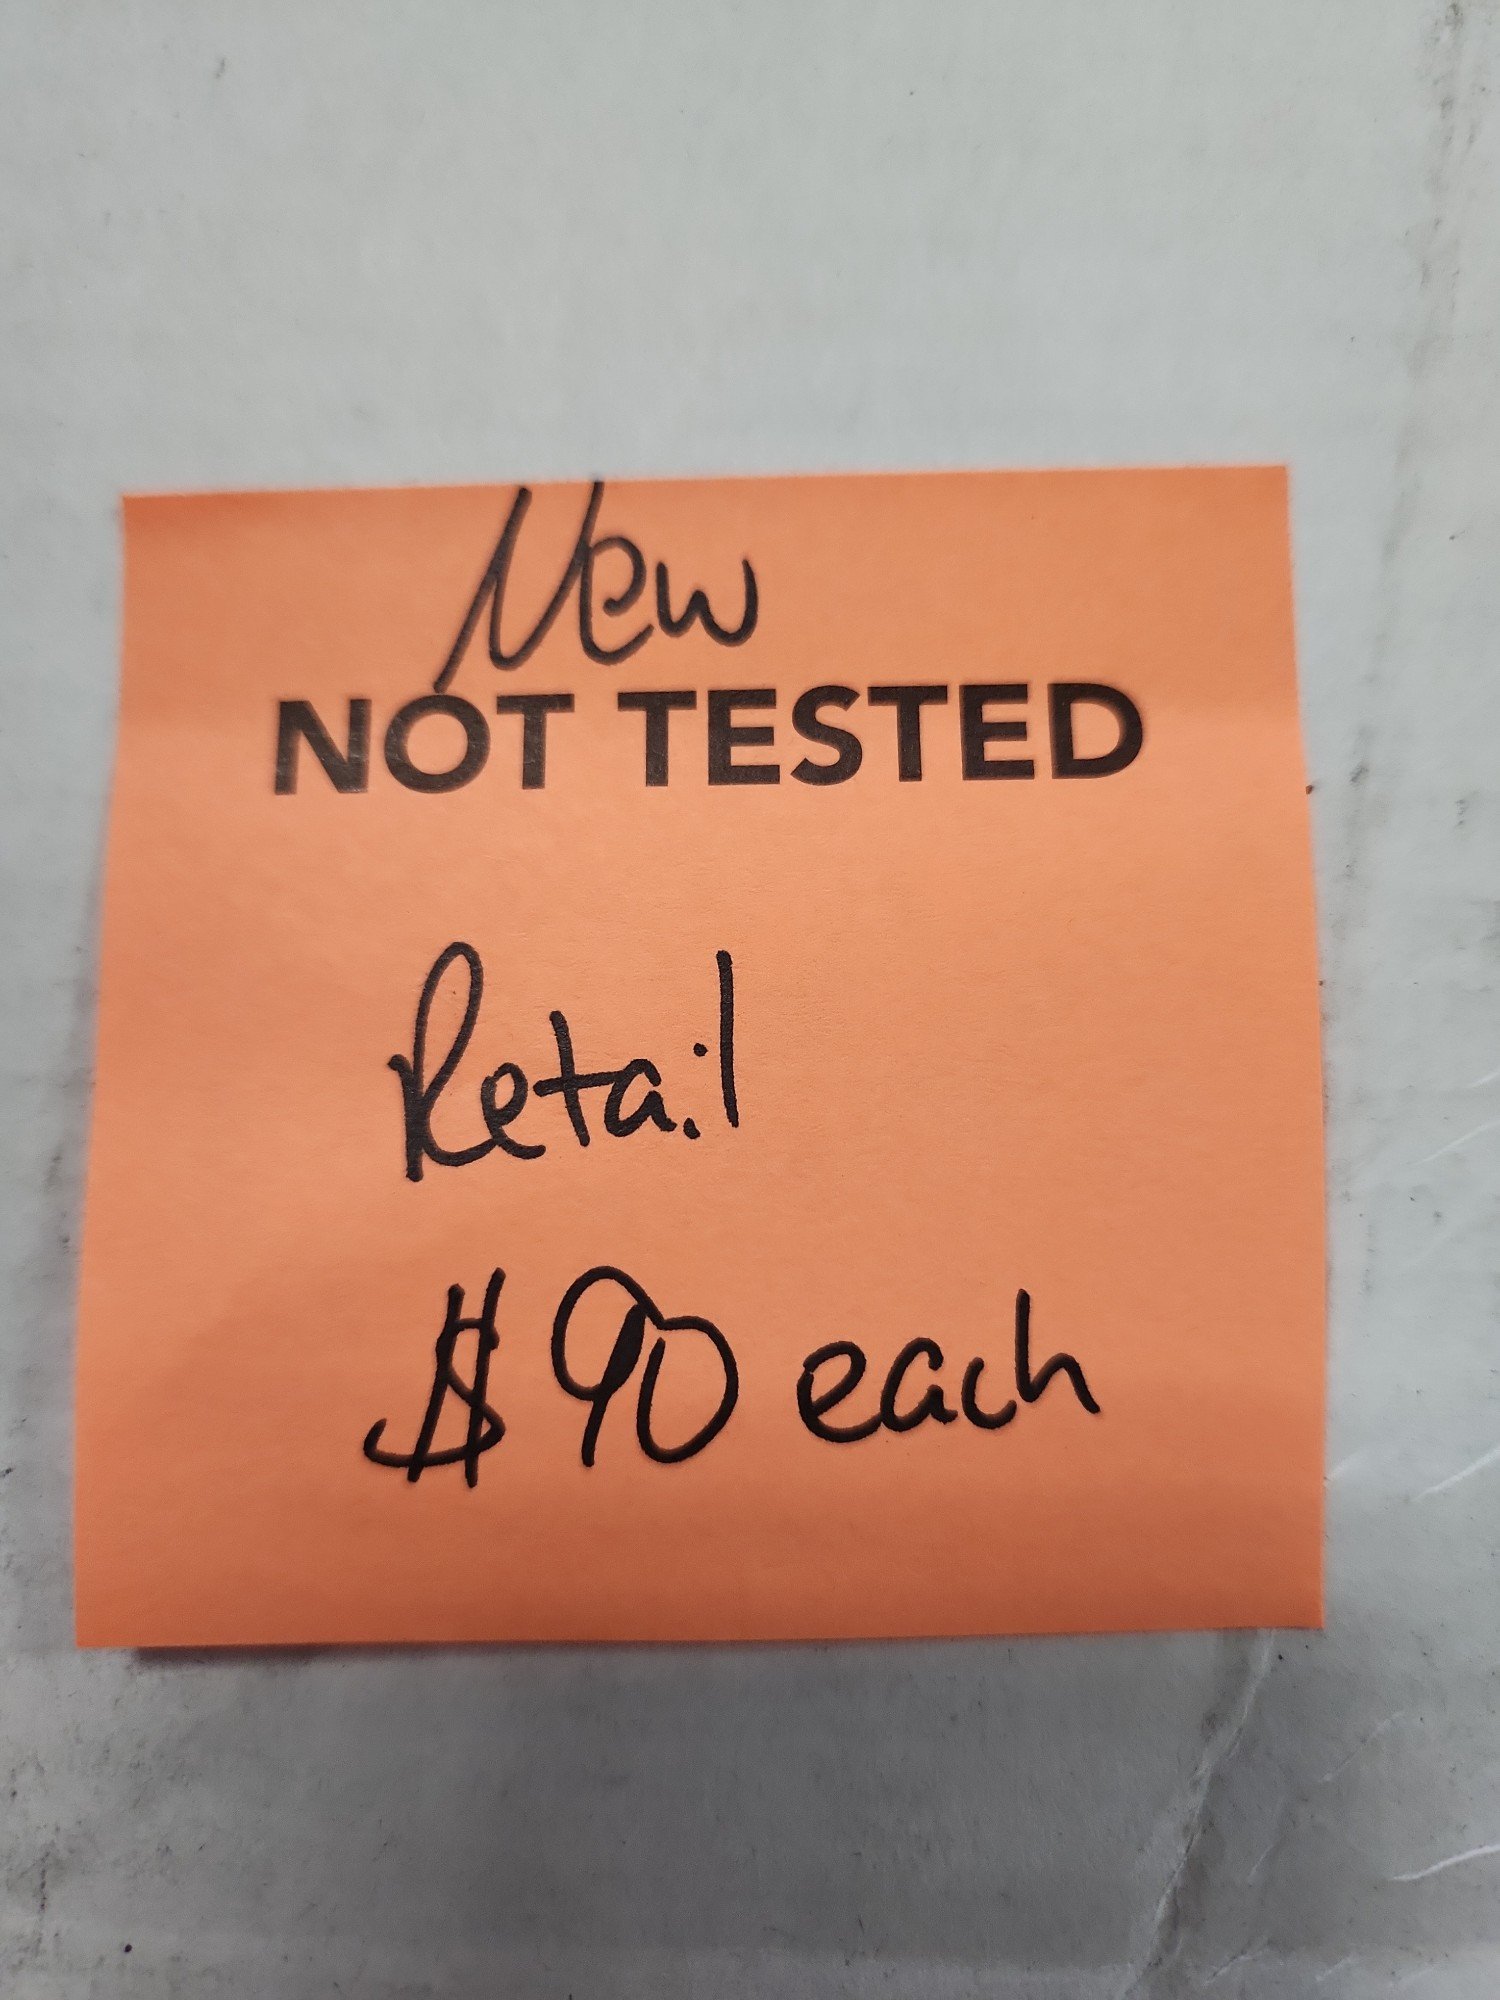 New
NOT TESTED
Retail
$90 each